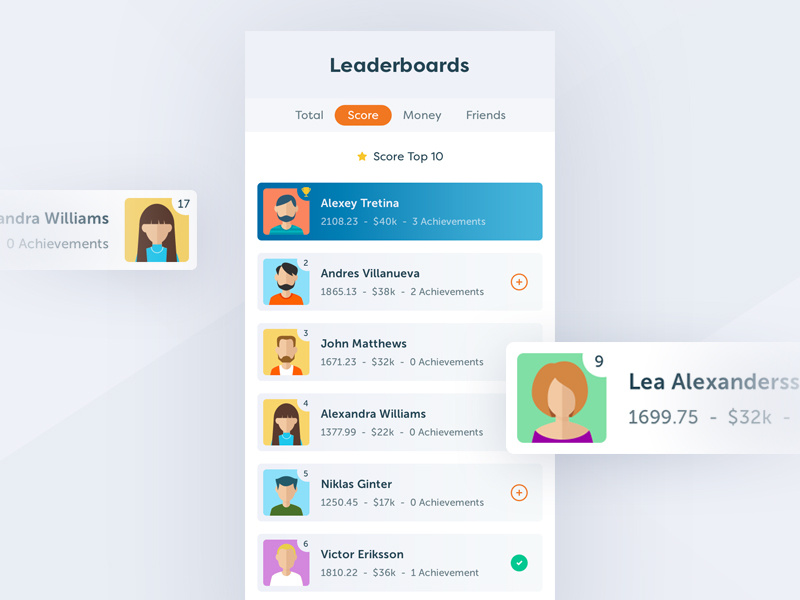 Leaderboards
Total Score Money Friends
Score Top 10
Alexey Tretina
2108.23 - $40k - 3 Achievements
2
Andres Villanueva
1865.13 - $38k - 2 Achievements
3
John Matthews
1671.23 - $32k - 0 Achievements
4
Alexandra Williams
1377.99 - $22k - 0 Achievements
5
Niklas Ginter
1250.45 - $17k - 0 Achievements
6
Victor Eriksson
1810.22 - $36k - 1 Achievement
17
andra Williams
0 Achievements
9
Lea Alexanderss
1699.75 - $32k -